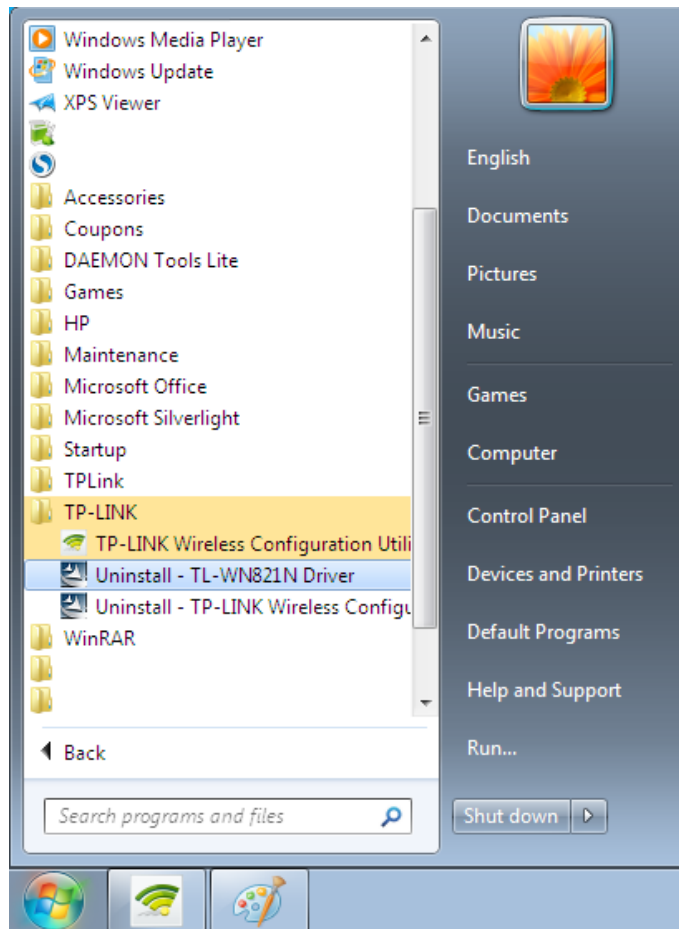 Windows Media Player
Windows Update
XPS Viewer
Accessories
Coupons
DAEMON Tools Lite
Games
HP
Maintenance
Microsoft Office
Microsoft Silverlight
Startup
TPLink
TP-LINK
TP-LINK Wireless Configuration Utili
Uninstall - TL-WN821N Driver
Uninstall - TP-LINK Wireless Configu
WinRAR
Back
Search programs and files
English
Documents
Pictures
Music
Games
Computer
Control Panel
Devices and Printers
Default Programs
Help and Support
Run...
Shut down